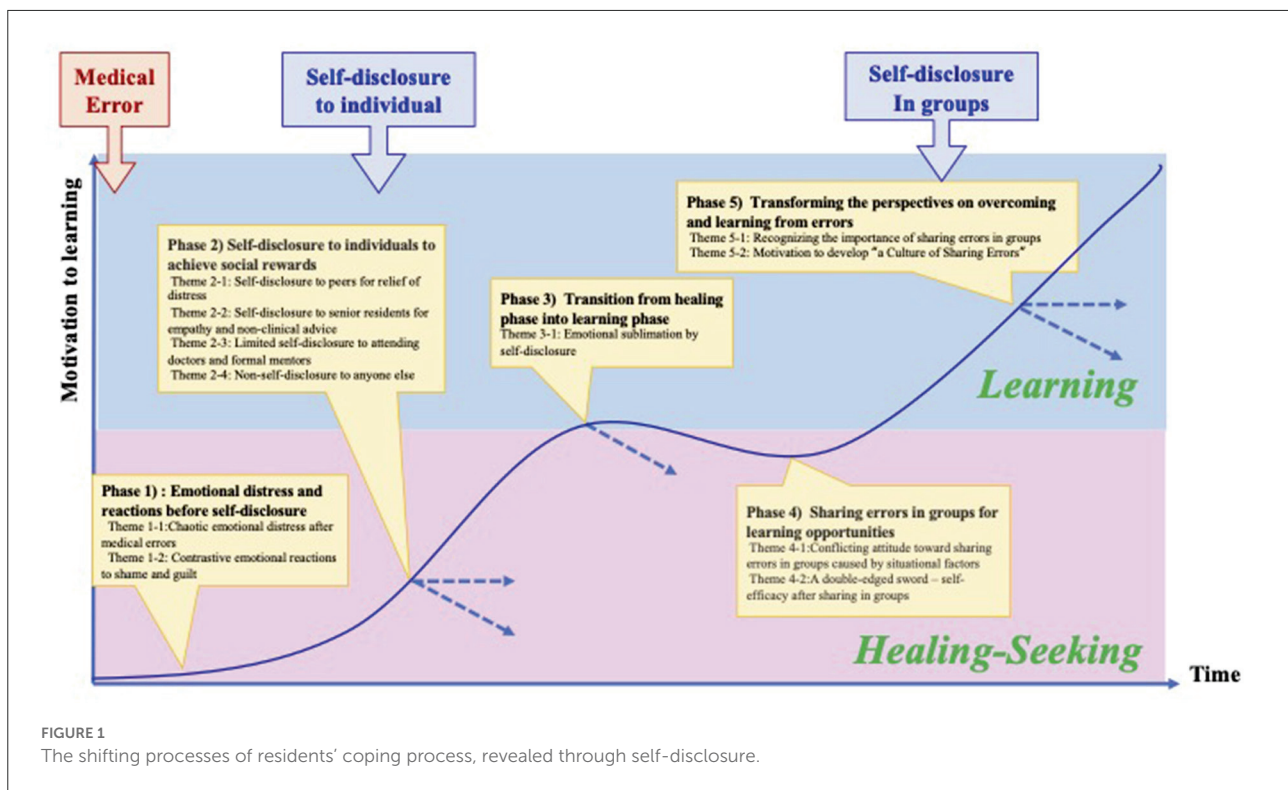 Medical
Error
Self-disclosure
to individual
Self-disclosure
In groups
Motivation to learning
Phase 5) Transforming the perspectives on overcoming
and learning from errors
Theme 5-1: Recognizing the importance of sharing errors in groups
Theme 5-2: Motivation to develop "a Culture of Sharing Errors"
Phase 2) Self-disclosure to individuals to
achieve social rewards
Theme 2-1: Self-disclosure to peers for relief of
distress
Theme 2-2: Self-disclosure to senior residents for
empathy and non-clinical advice
Theme 2-3: Limited self-disclosure to attending
doctors and formal mentors
Theme 2-4: Non-self-disclosure to anyone else
Phase 3) Transition from healing
phase into learning phase
Theme 3-1: Emotional sublimation by
self-disclosure
Learning
Phase 1) : Emotional distress and
reactions before self-disclosure
Theme 1-1:Chaotic emotional distress after
medical errors
Theme 1-2: Contrastive emotional reactions
to shame and guilt
Phase 4) Sharing errors in groups for
learning opportunities
Theme 4-1:Conflicting attitude toward sharing
errors in groups caused by situational factors
Theme 4-2:A double-edged sword – self-
efficacy after sharing in groups
Healing-Seeking
Time
FIGURE 1
The shifting processes of residents' coping process, revealed through self-disclosure.